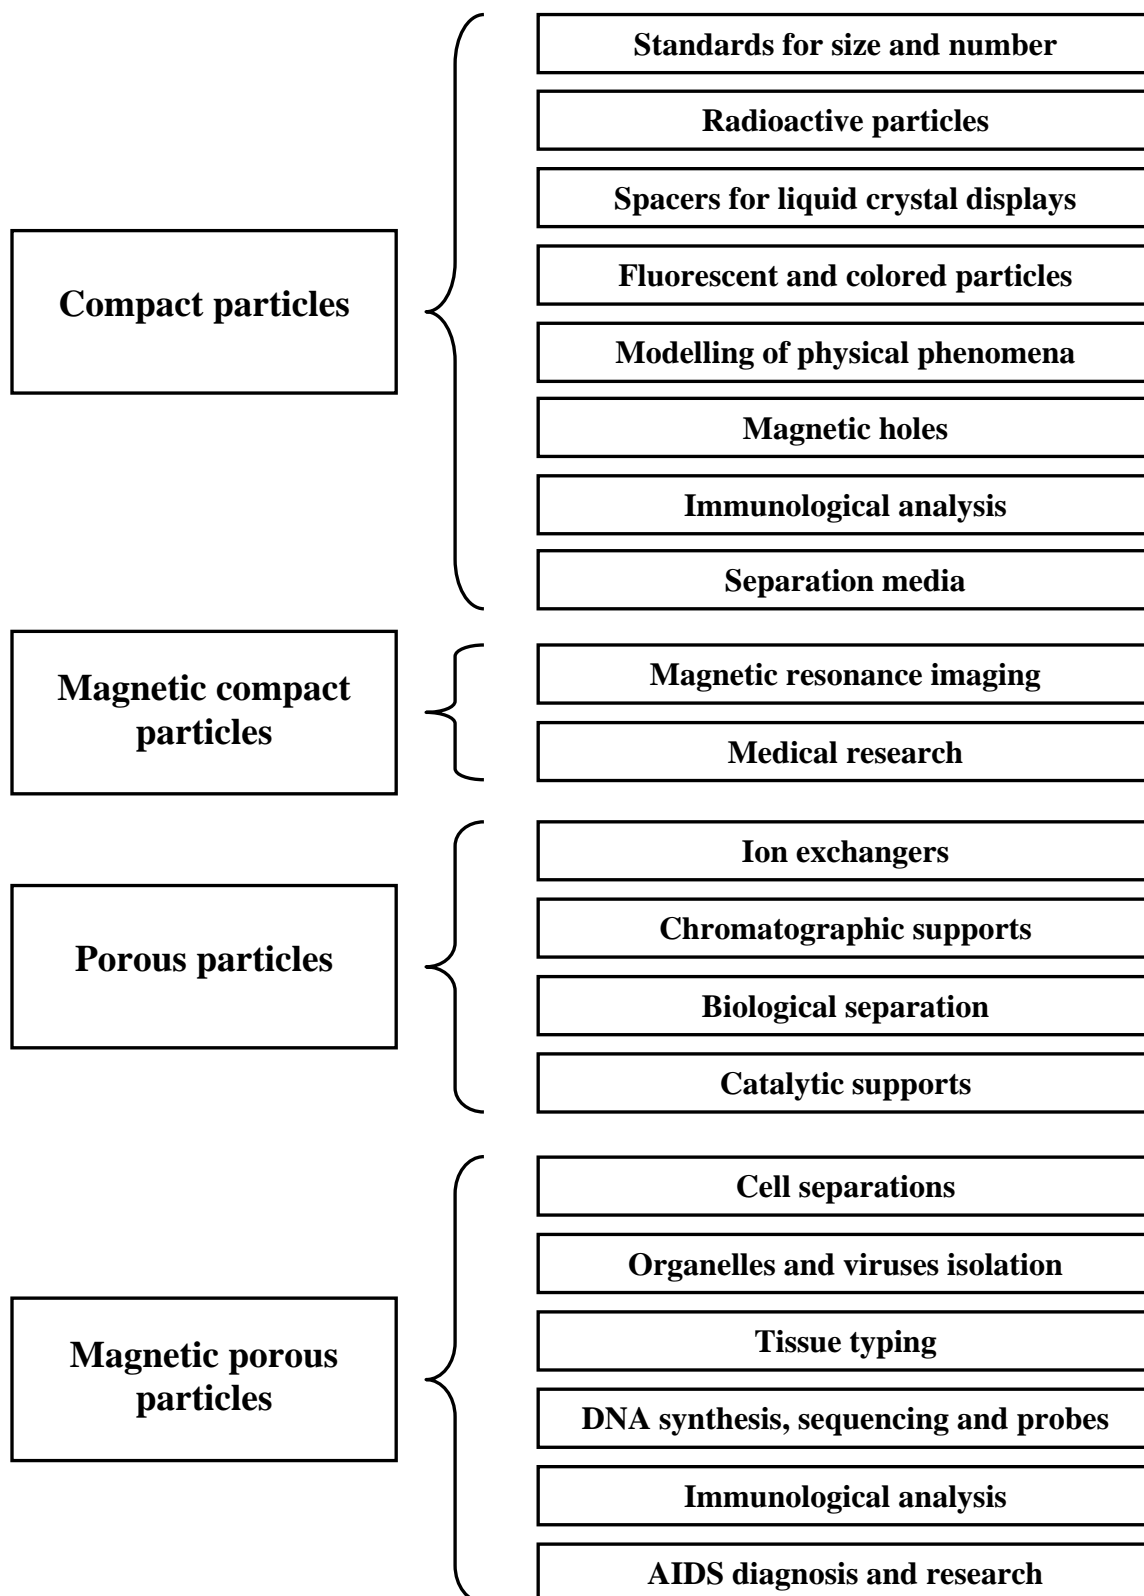 Compact particles
Standards for size and number
Radioactive particles
Spacers for liquid crystal displays
Fluorescent and colored particles
Modelling of physical phenomena
Magnetic holes
Immunological analysis
Separation media
Magnetic compact
particles
Magnetic resonance imaging
Medical research
Porous particles
Ion exchangers
Chromatographic supports
Biological separation
Catalytic supports
Magnetic porous
particles
Cell separations
Organelles and viruses isolation
Tissue typing
DNA synthesis, sequencing and probes
Immunological analysis
AIDS diagnosis and research